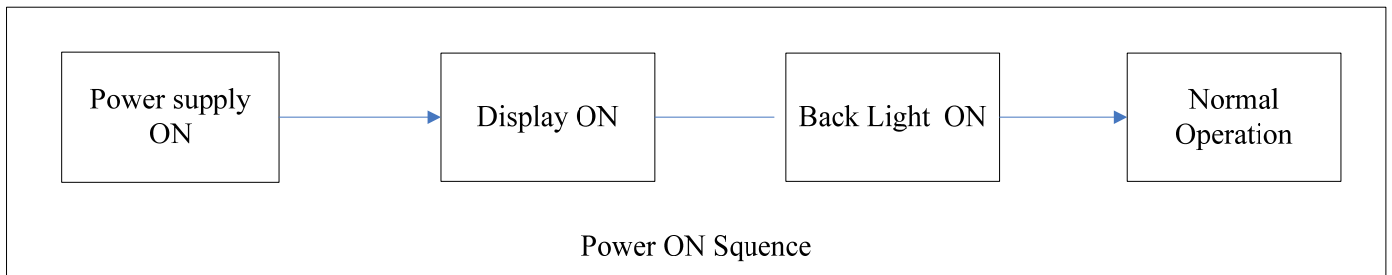 Power supply
ON
Display ON
Back Light ON
Normal
Operation
Power ON Squence